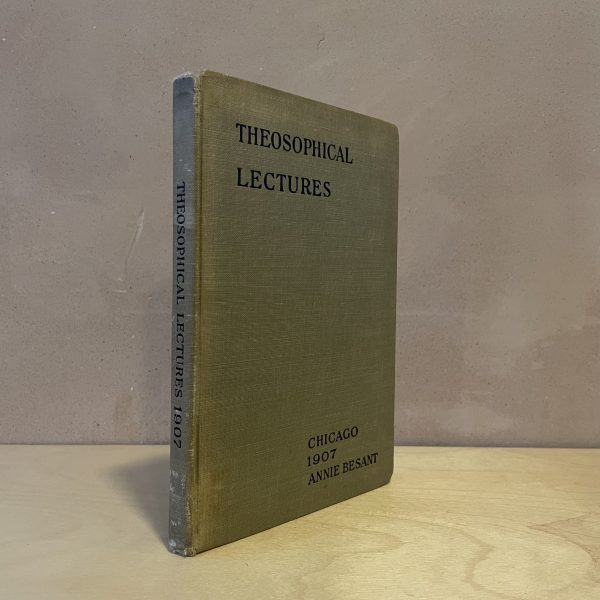 THEOSOPHICAL LECTURES 1907
THEOSOPHICAL
LECTURES
CHICAGO
1907
ANNIE BESANT